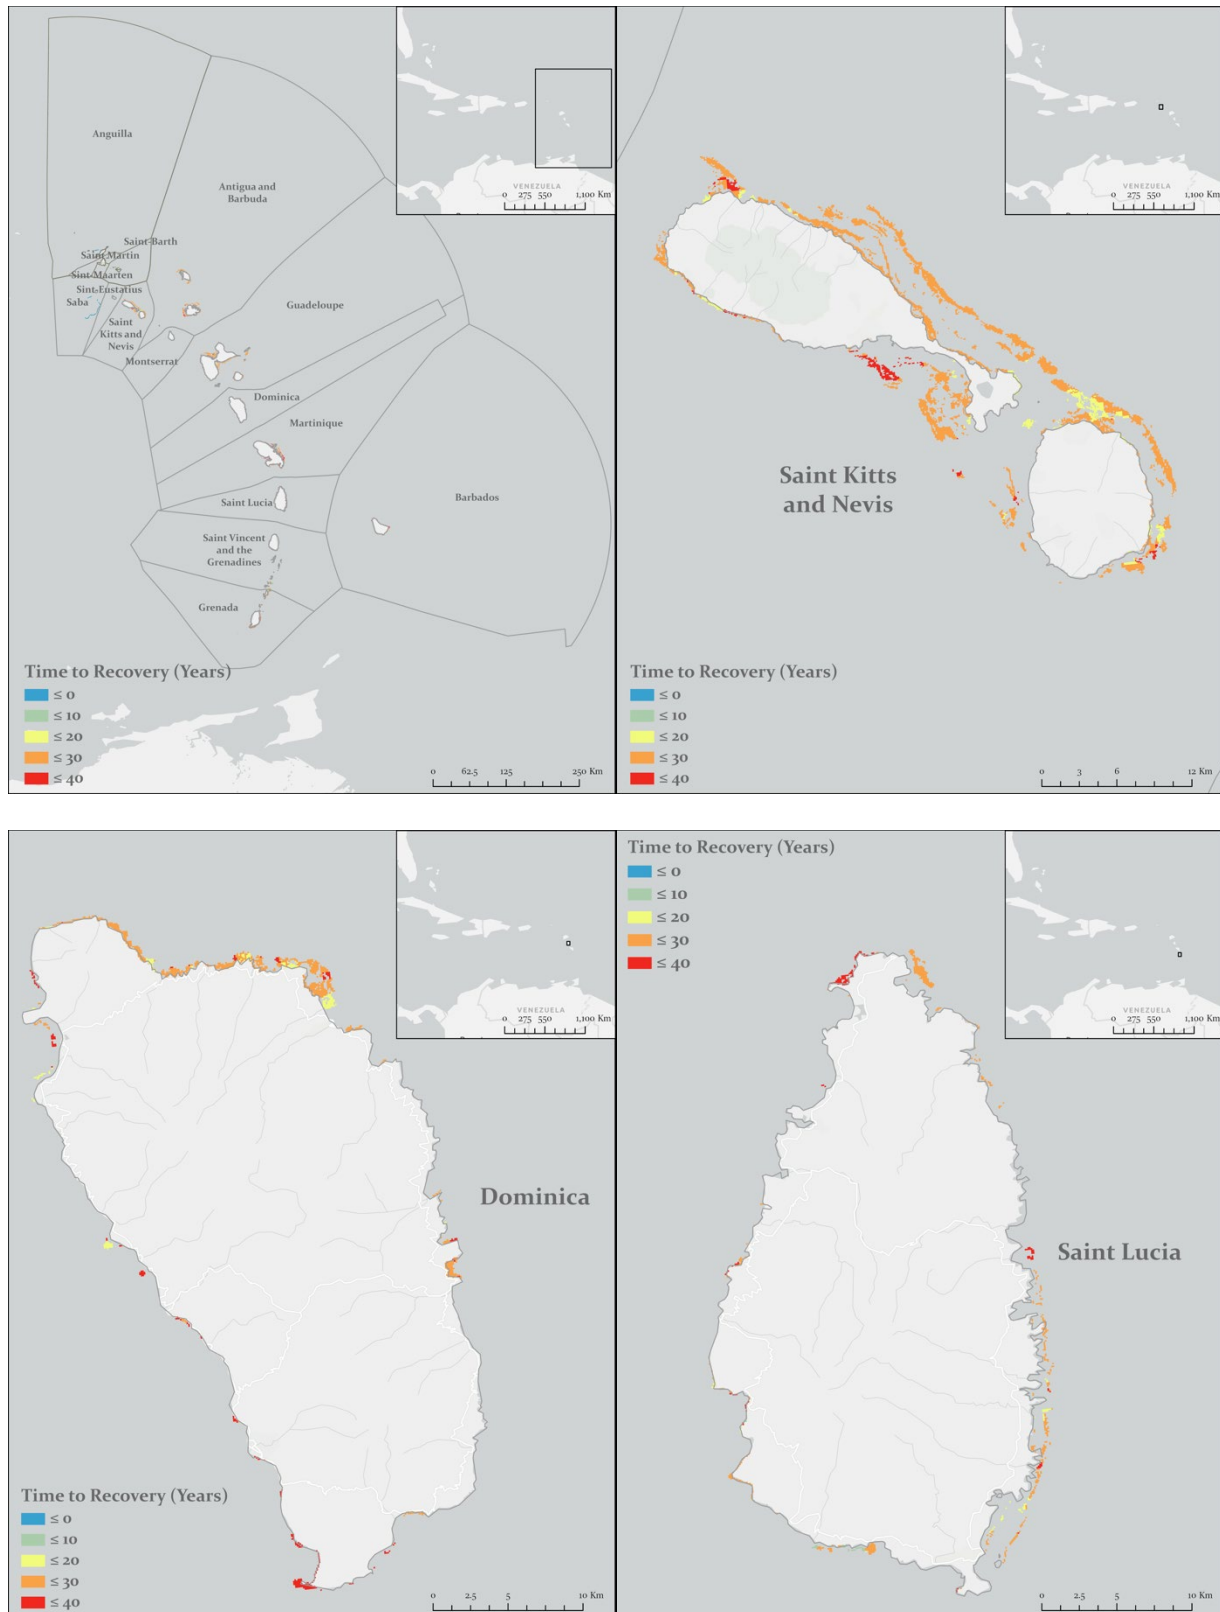 Anguilla
Antigua and
Barbuda
Saint-Barth
Saint Martin
Sint-Maarten
Sint-Eustatius
Saba
Saint
Kitts and
Nevis
Montserrat
Guadeloupe
Dominica
Martinique
Saint Lucia
Barbados
Saint Vincent
and the
Grenadines
Grenada
VENEZUELA
0 275 550 1,100 Km
Time to Recovery (Years)
≤ 0
≤ 10
≤ 20
≤ 30
≤ 40
0 62.5 125 250 Km
VENEZUELA
0 275 550 1,100 Km
Saint Kitts
and Nevis
Time to Recovery (Years)
≤ 0
≤ 10
≤ 20
≤ 30
≤ 40
0 3 6 12 Km
VENEZUELA
0 275 550 1,100 Km
Dominica
Time to Recovery (Years)
≤ 0
≤ 10
≤ 20
≤ 30
≤ 40
0 2.5 5 10 Km
Time to Recovery (Years)
≤ 0
≤ 10
≤ 20
≤ 30
≤ 40
VENEZUELA
0 275 550 1,100 Km
Saint Lucia
0 2.5 5 10 Km